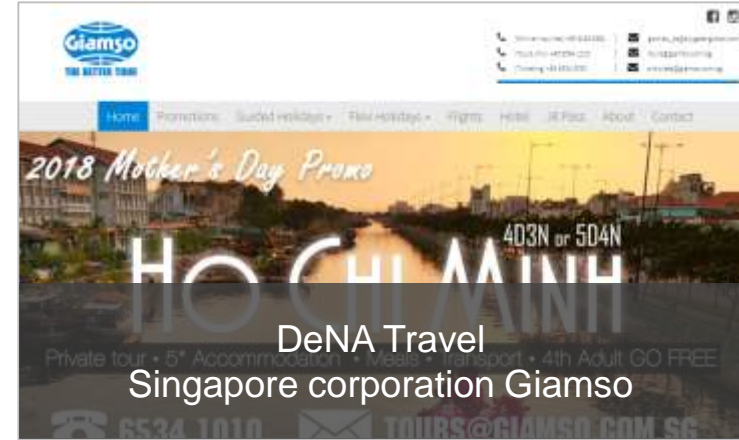 Giamso
THE BETTER TOUR
Home Promotions Guided Holidays Flexi Holidays Flights Hotel JR Pass About Contact
2018 Mother's Day Promo
4D3N or 5D4N
HO CHI MINH
DeNA Travel
Private tour • 5* Accommodation • Meals • Transport • 4th Adult GO FREE
Singapore corporation Giamso
6534 1010 TOURS@GIAMSO.COM.SG